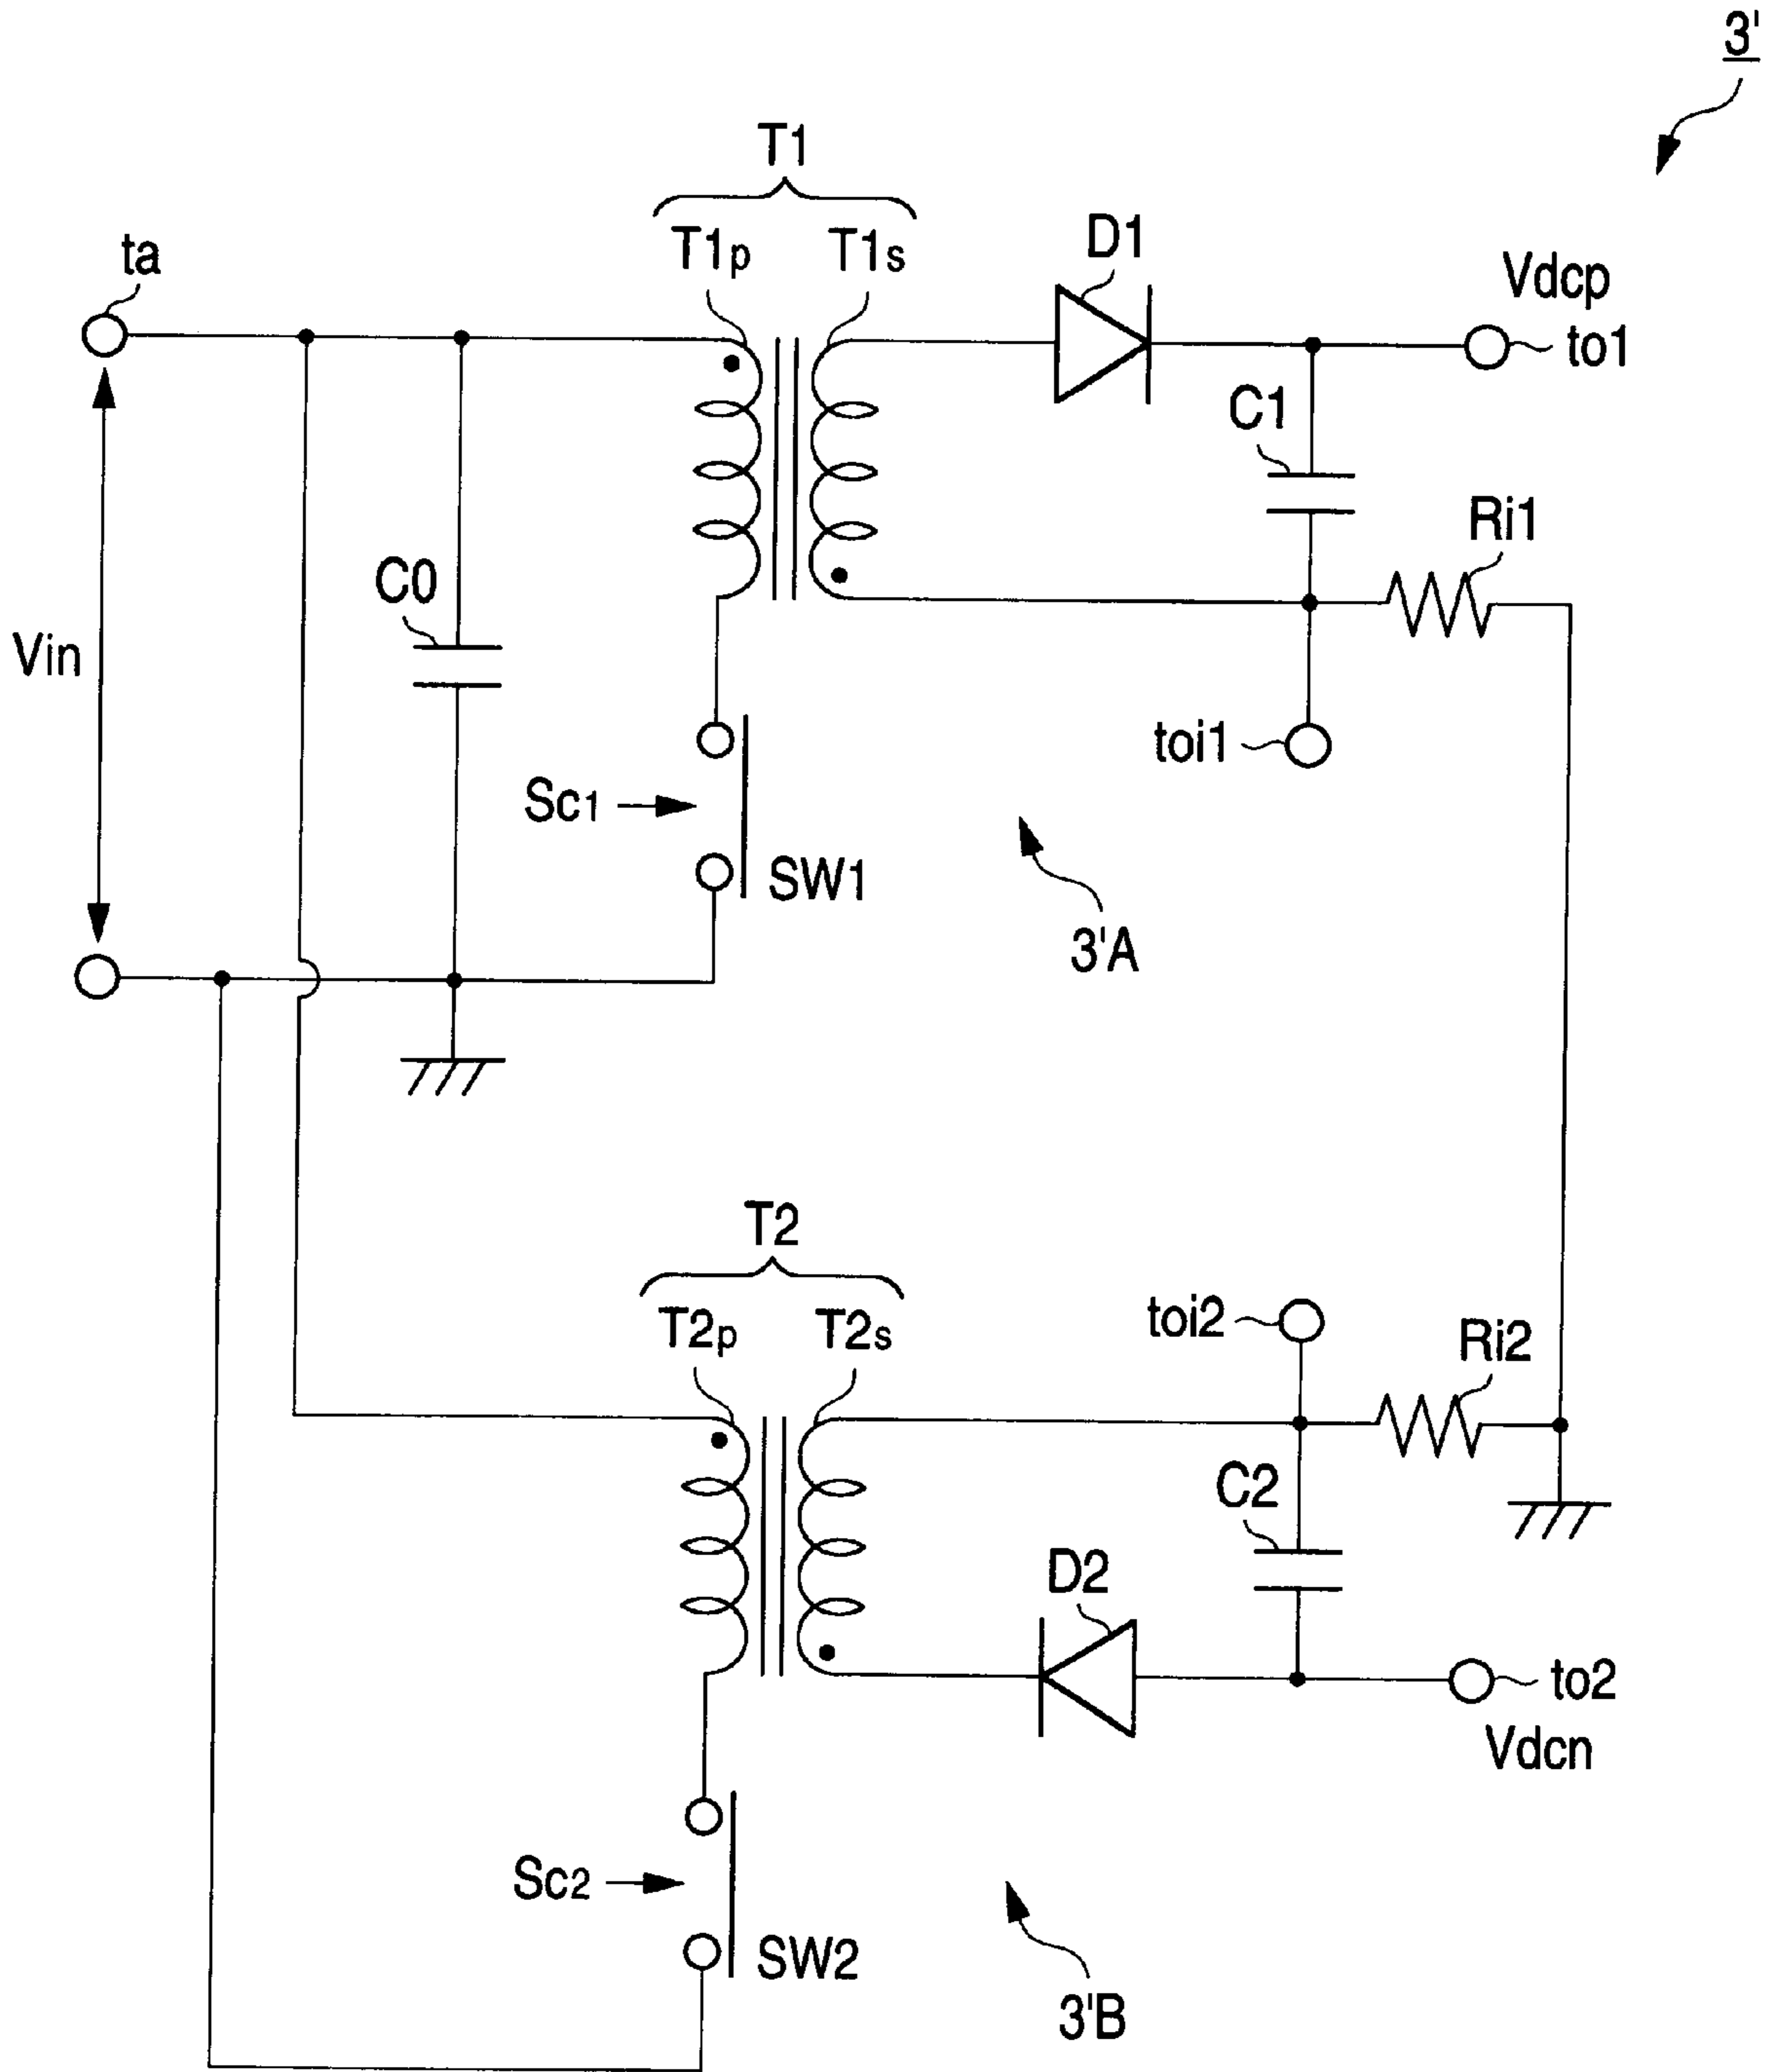 3'
T1
T1p
T1s
D1
ta
Vdcp
to1
C1
Ri1
C0
Vin
toi1
Sc1
SW1
3'A
T2
T2p
T2s
toi2
Ri2
C2
D2
to2
Vdcn
Sc2
SW2
3'B